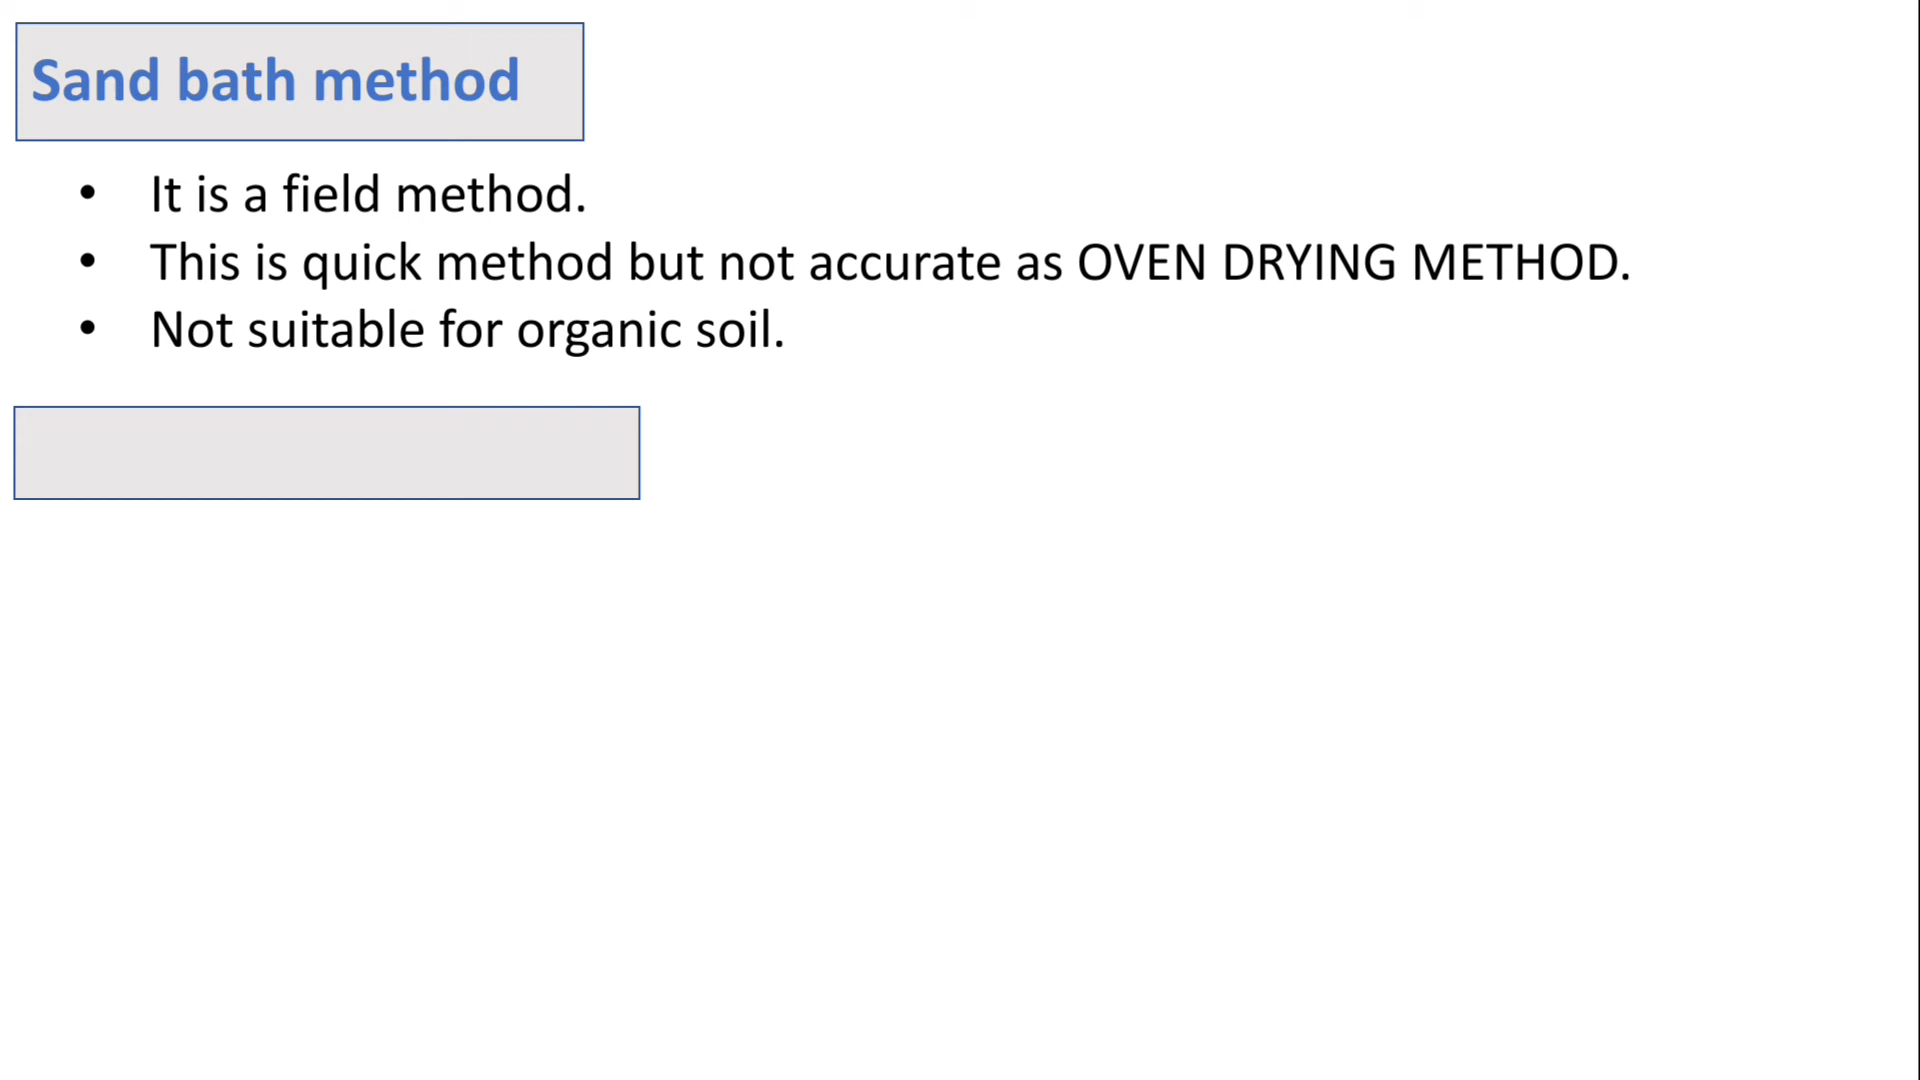 Sand bath method
• It is a field method.
• This is quick method but not accurate as OVEN DRYING METHOD.
• Not suitable for organic soil.